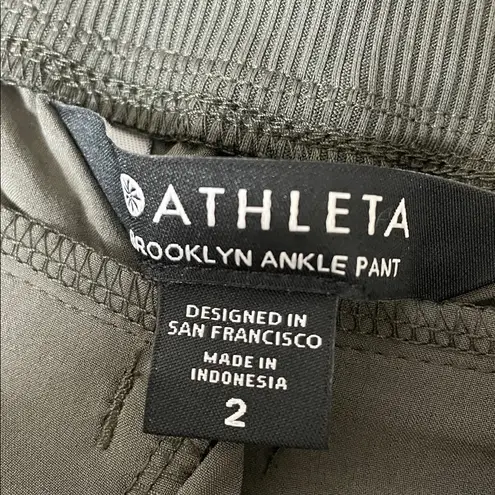 ATHLETA
BROOKLYN ANKLE PANT
DESIGNED IN
SAN FRANCISCO
MADE IN
INDONESIA
2